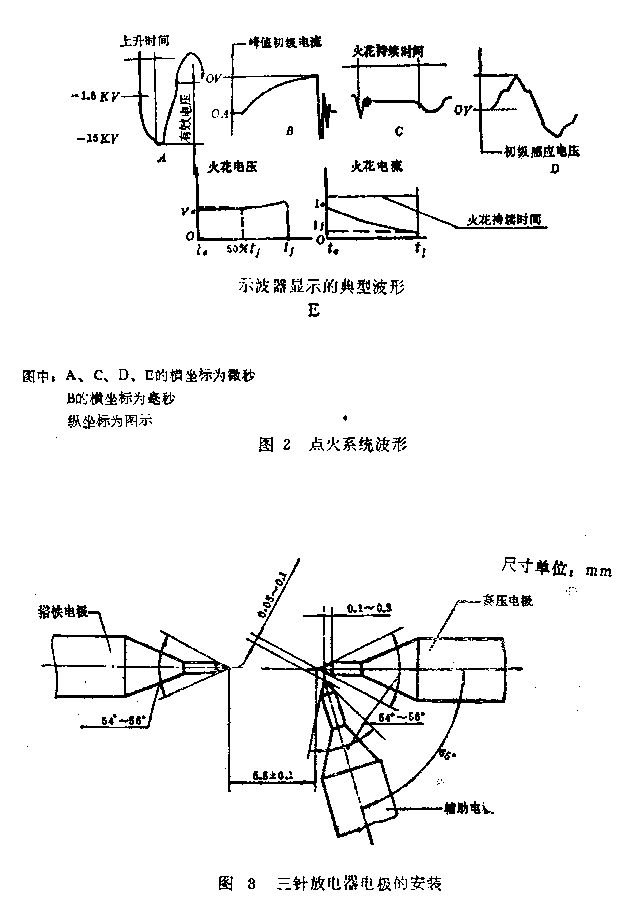 上升时间
-1.5KV
-15KV
A
有效电压
峰值初级电流
OV
O.A
B
火花持续时间
C
OV
初级感应电压
D
火花电压
V
O
50% tf
tf
火花电流
O
火花持续时间
示波器显示的典型波形
E
图中:A、C、D、E的横坐标为微秒
B的横坐标为毫秒
纵坐标为图示
图 2 点火系统波形
尺寸单位:mm
搭铁电极
0.05~0.1
0.1~0.3
高压电极
54°~56°
54°~56°
5.5±0.1
辅助电
图 3 三针放电器电极的安装